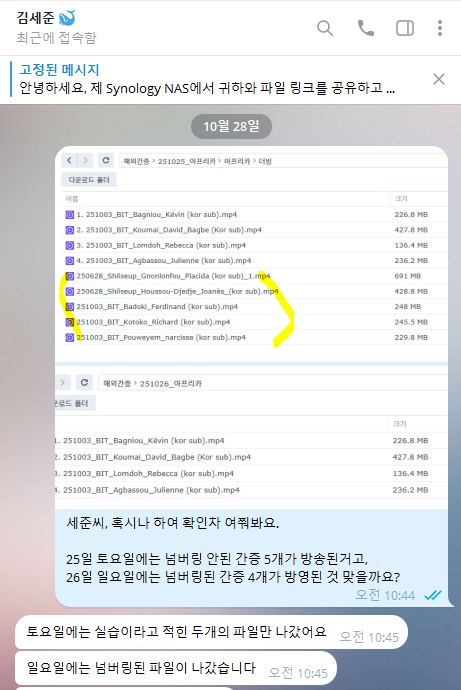 김세준 🐳
최근에 접속함
고정된 메시지
안녕하세요, 제 Synology NAS에서 귀하와 파일 링크를 공유하고 ...
10월 28일
해외간증 > 251025_아프리카 > 아프리카 > 더빙
다운로드 폴더
이름 크기
1. 251003_BIT_Bagniou_Kévin (kor sub).mp4 226.8 MB
2. 251003_BIT_Koumai_David_Bagbe (kor sub).mp4 427.8 MB
3. 251003_BIT_Lomdoh_Rebecca (kor sub).mp4 136.4 MB
4. 251003_BIT_Agbassou_Julienne (kor sub).mp4 236.2 MB
250628_Shilseup_Gnonlonfou_Placida (kor sub)_1.mp4 691 MB
250628_Shilseup_Houssou-Djedje_Joanès_(kor sub).mp4 428.8 MB
251003_BIT_Badoki_Ferdinand (kor sub).mp4 248 MB
251003_BIT_Kotoko_Richard (kor sub).mp4 245.5 MB
251003_BIT_Pouweyem_narcisse (kor sub).mp4 229.8 MB
해외간증 > 251026_아프리카
운로드 폴더
크기
1. 251003_BIT_Bagniou_Kévin (kor sub).mp4 226.8 MB
2. 251003_BIT_Koumai_David_Bagbe (kor sub).mp4 427.8 MB
3. 251003_BIT_Lomdoh_Rebecca (kor sub).mp4 136.4 MB
4. 251003_BIT_Agbassou_Julienne (kor sub).mp4 236.2 MB
세준씨, 혹시나 하여 확인차 여쭤봐요.
25일 토요일에는 넘버링 안된 간증 5개가 방송된거고,
26일 일요일에는 넘버링된 간증 4개가 방영된 것 맞을까요?
오전 10:44
토요일에는 실습이라고 적힌 두개의 파일만 나갔어요 오전 10:45
일요일에는 넘버링된 파일이 나갔습니다 오전 10:45